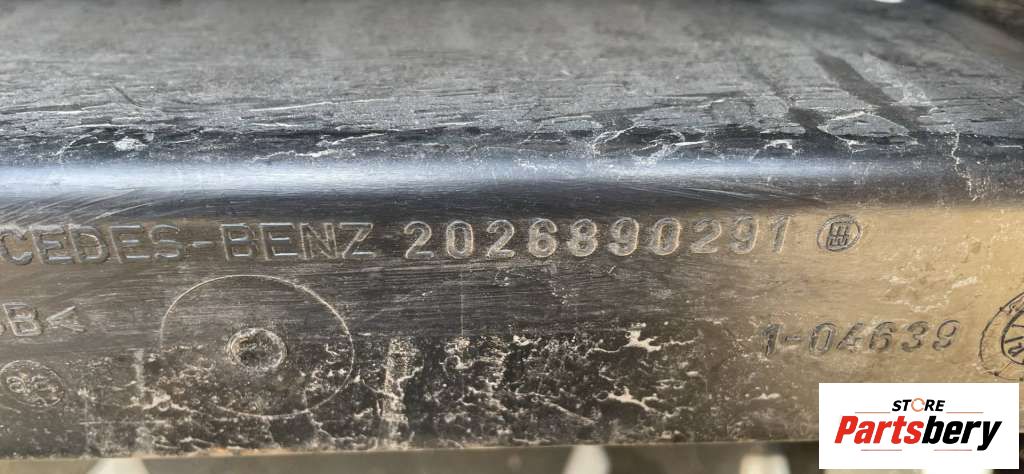 CEDES-BENZ 2026890291
B<
1-04639
STORE
Partsbery